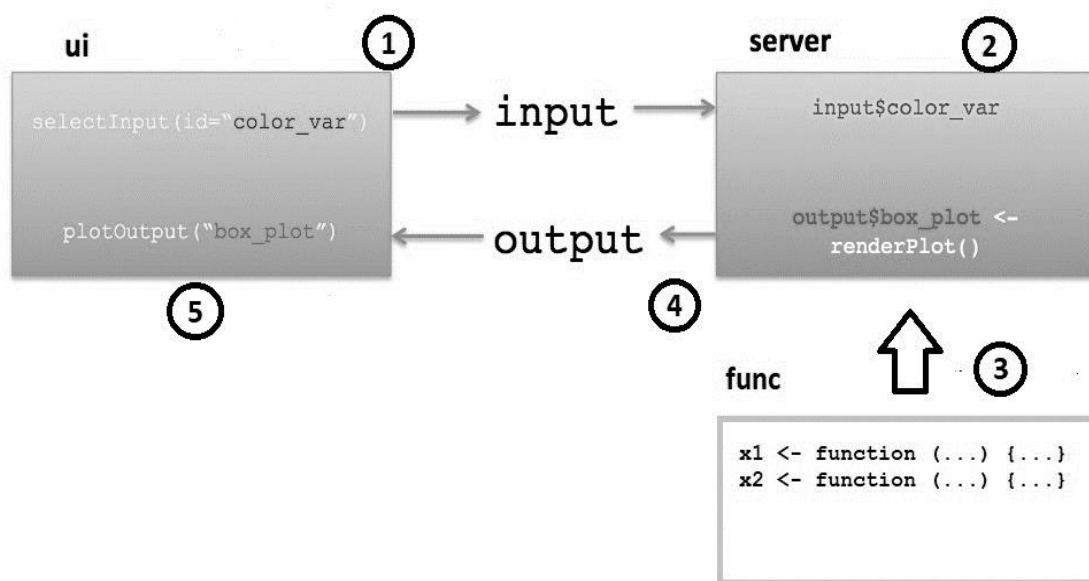 ui
1
selectInput(id="color_var")
plotOutput("box_plot")
5
input
output
4
server
2
input$color_var
output$box_plot <-
renderPlot()
3
func
x1 <- function (...) {...}
x2 <- function (...) {...}